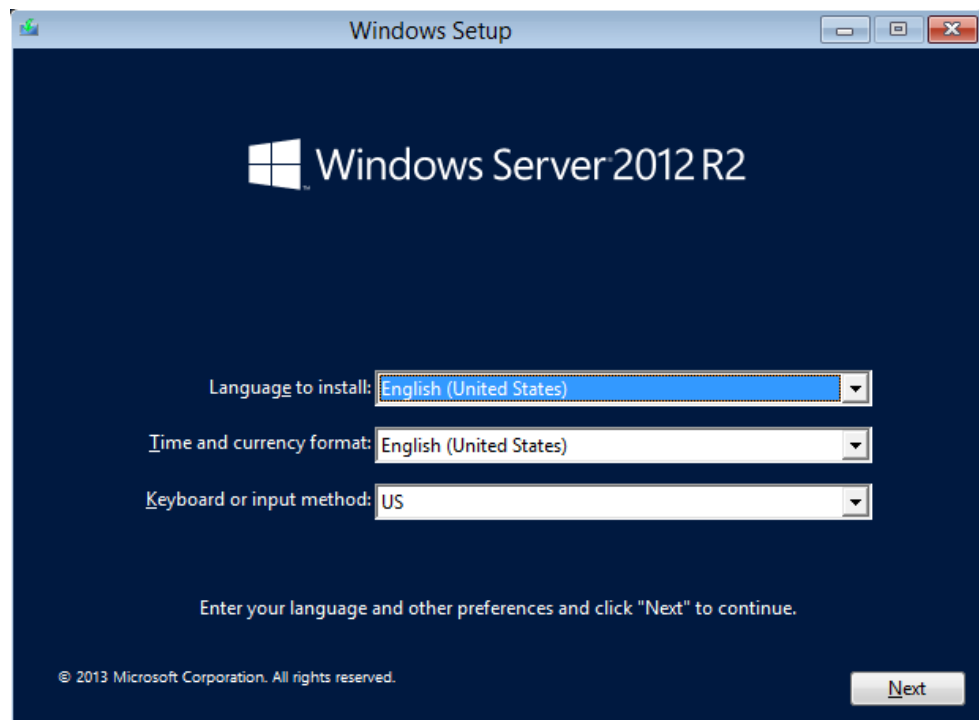 Windows Setup
Windows Server 2012 R2
Language to install: English (United States)
Time and currency format: English (United States)
Keyboard or input method: US
Enter your language and other preferences and click "Next" to continue.
© 2013 Microsoft Corporation. All rights reserved.
Next